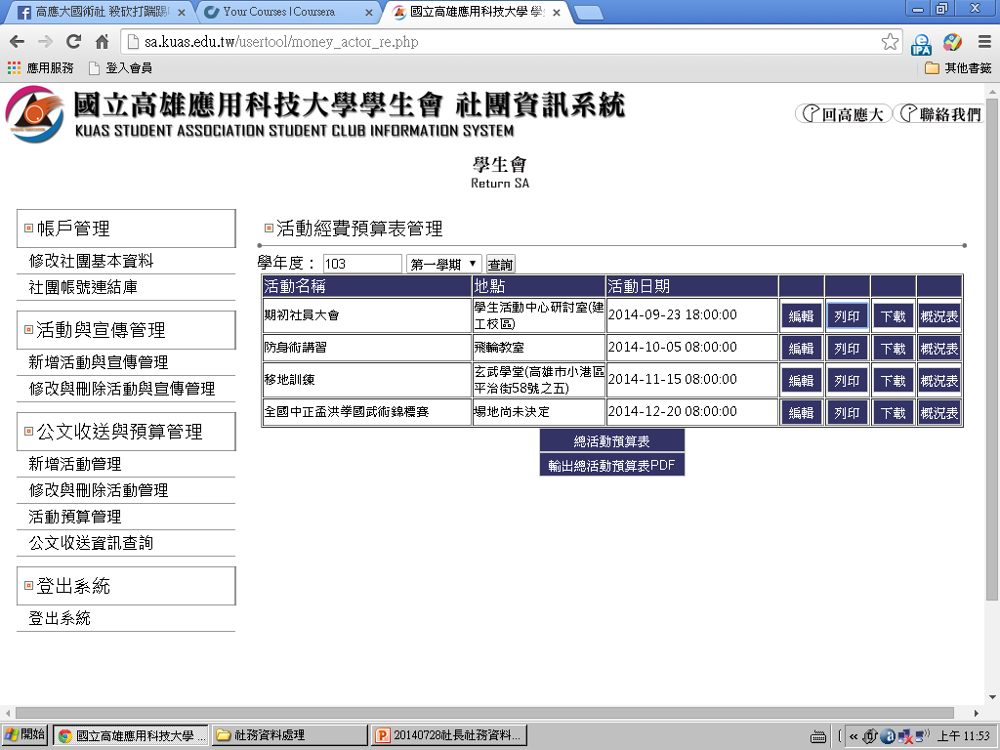 高應大國術社 殺砍打踹踢
Your Courses | Coursera
國立高雄應用科技大學 學
sa.kuas.edu.tw/usertool/money_actor_re.php
應用服務
登入會員
其他書籤
國立高雄應用科技大學學生會 社團資訊系統
KUAS STUDENT ASSOCIATION STUDENT CLUB INFORMATION SYSTEM
回高應大
聯絡我們
學生會
Return SA
帳戶管理
修改社團基本資料
社團帳號連結庫
活動與宣傳管理
新增活動與宣傳管理
修改與刪除活動與宣傳管理
公文收送與預算管理
新增活動管理
修改與刪除活動管理
活動預算管理
公文收送資訊查詢
登出系統
登出系統
活動經費預算表管理
學年度： 103 第一學期 查詢
活動名稱 地點 活動日期
期初社員大會 學生活動中心研討室(建工校區) 2014-09-23 18:00:00 編輯 列印 下載 概況表
防身術講習 飛輪教室 2014-10-05 08:00:00 編輯 列印 下載 概況表
移地訓練 玄武學堂(高雄市小港區平治街58號之五) 2014-11-15 08:00:00 編輯 列印 下載 概況表
全國中正盃洪拳國武術錦標賽 場地尚未決定 2014-12-20 08:00:00 編輯 列印 下載 概況表
總活動預算表
輸出總活動預算表PDF
開始
國立高雄應用科技大學 ...
社務資料處理
20140728社長社務資料...
上午 11:53